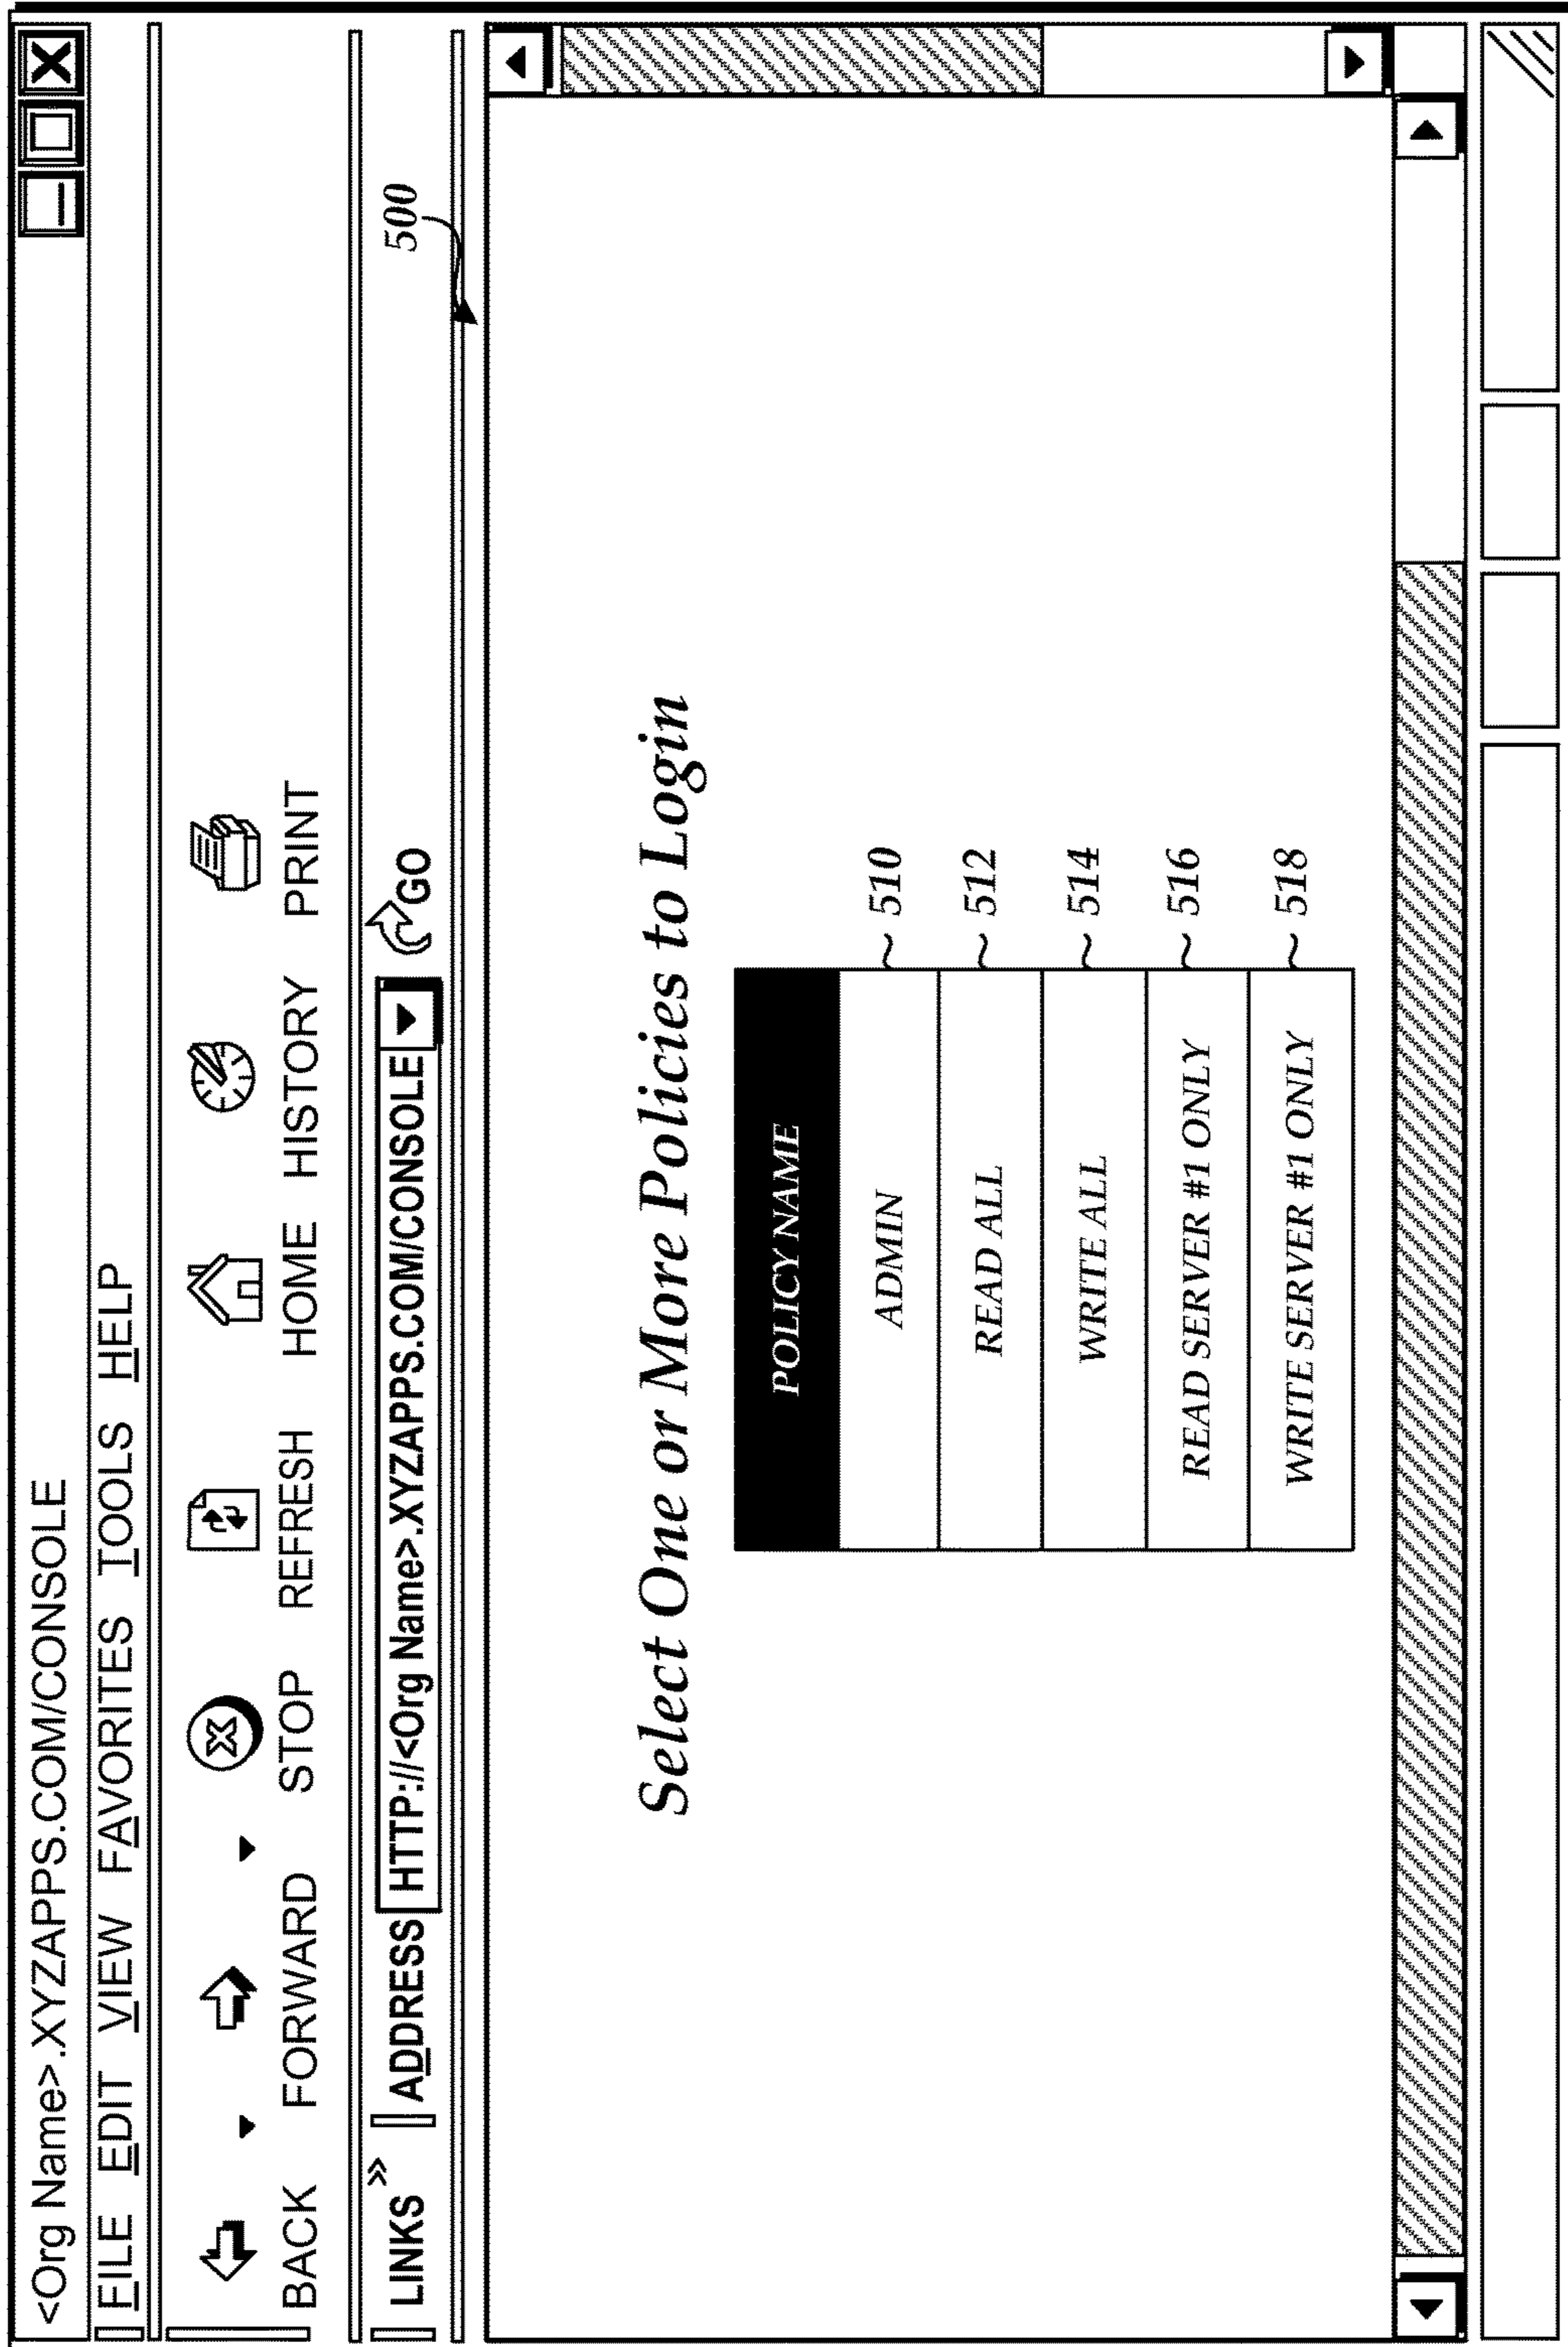 <Org Name>.XYZAPPS.COM/CONSOLE
FILE EDIT VIEW FAVORITES TOOLS HELP
BACK FORWARD STOP REFRESH HOME HISTORY PRINT
LINKS » ADDRESS HTTP://<Org Name>.XYZAPPS.COM/CONSOLE GO
500
Select One or More Policies to Login
POLICY NAME
ADMIN 510
READ ALL 512
WRITE ALL 514
READ SERVER #1 ONLY 516
WRITE SERVER #1 ONLY 518